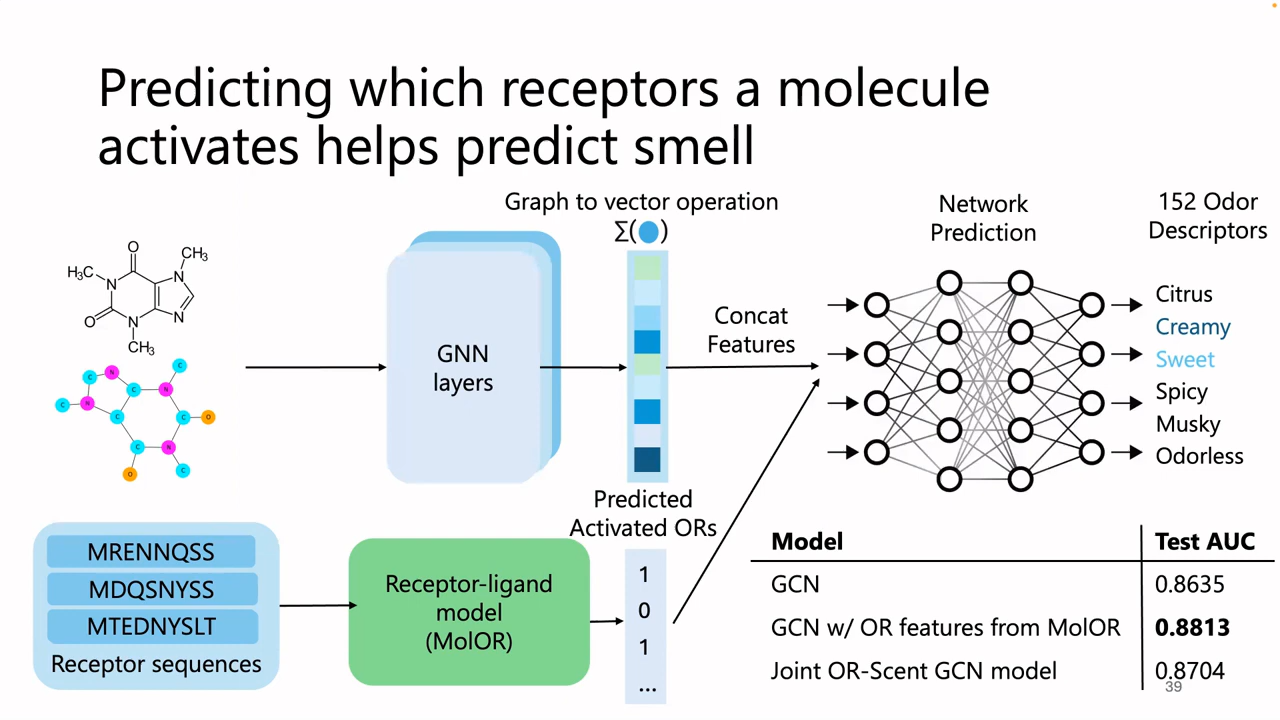 Predicting which receptors a molecule
activates helps predict smell
Graph to vector operation
Σ( )
Network
Prediction
152 Odor
Descriptors
O
CH₃
H₃C
N
N
O
N
N
CH₃
GNN
layers
Concat
Features
Citrus
Creamy
Sweet
Spicy
Musky
Odorless
C
N
C
C
N
C
N
C
C
O
C
N
O
C
Predicted
Activated ORs
MRENNQSS
MDQSNYSS
MTEDNYSLT
Receptor sequences
Receptor-ligand
model
(MolOR)
1
0
1
...
Model Test AUC
GCN 0.8635
GCN w/ OR features from MolOR 0.8813
Joint OR-Scent GCN model 0.8704
39